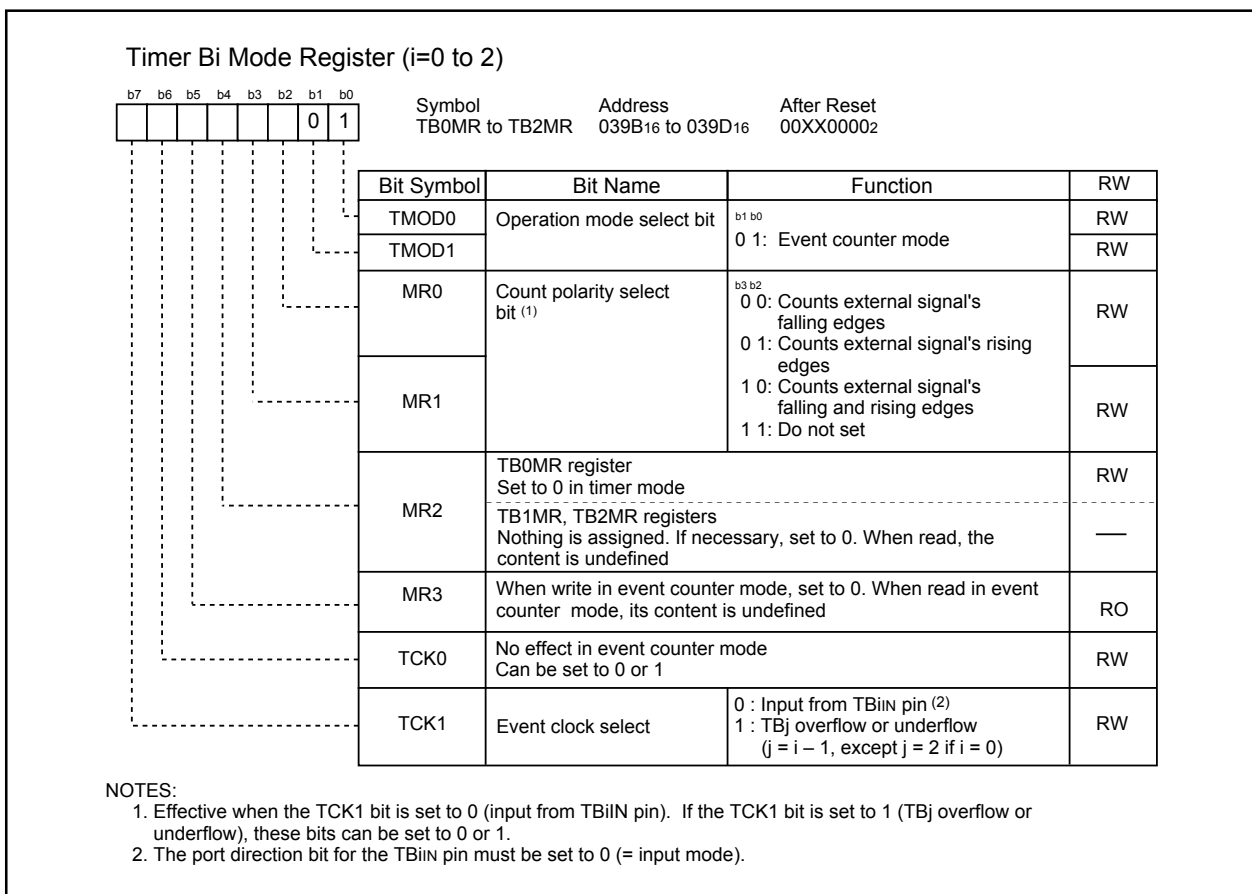 Timer Bi Mode Register (i=0 to 2)
b7 b6 b5 b4 b3 b2 b1 b0
0 1
Symbol Address After Reset
TB0MR to TB2MR 039B16 to 039D16 00XX00002
Bit Symbol Bit Name Function RW
TMOD0 Operation mode select bit b1 b0 RW
0 1: Event counter mode
TMOD1 RW
MR0 Count polarity select b3 b2
bit (1) 0 0: Counts external signal's RW
falling edges
0 1: Counts external signal's rising
edges
MR1 1 0: Counts external signal's
falling and rising edges RW
1 1: Do not set
MR2 TB0MR register RW
Set to 0 in timer mode
TB1MR, TB2MR registers
Nothing is assigned. If necessary, set to 0. When read, the —
content is undefined
MR3 When write in event counter mode, set to 0. When read in event
counter mode, its content is undefined RO
TCK0 No effect in event counter mode RW
Can be set to 0 or 1
TCK1 Event clock select 0 : Input from TBiIN pin (2) RW
1 : TBj overflow or underflow
(j = i – 1, except j = 2 if i = 0)
NOTES:
1. Effective when the TCK1 bit is set to 0 (input from TBiIN pin). If the TCK1 bit is set to 1 (TBj overflow or
underflow), these bits can be set to 0 or 1.
2. The port direction bit for the TBiIN pin must be set to 0 (= input mode).